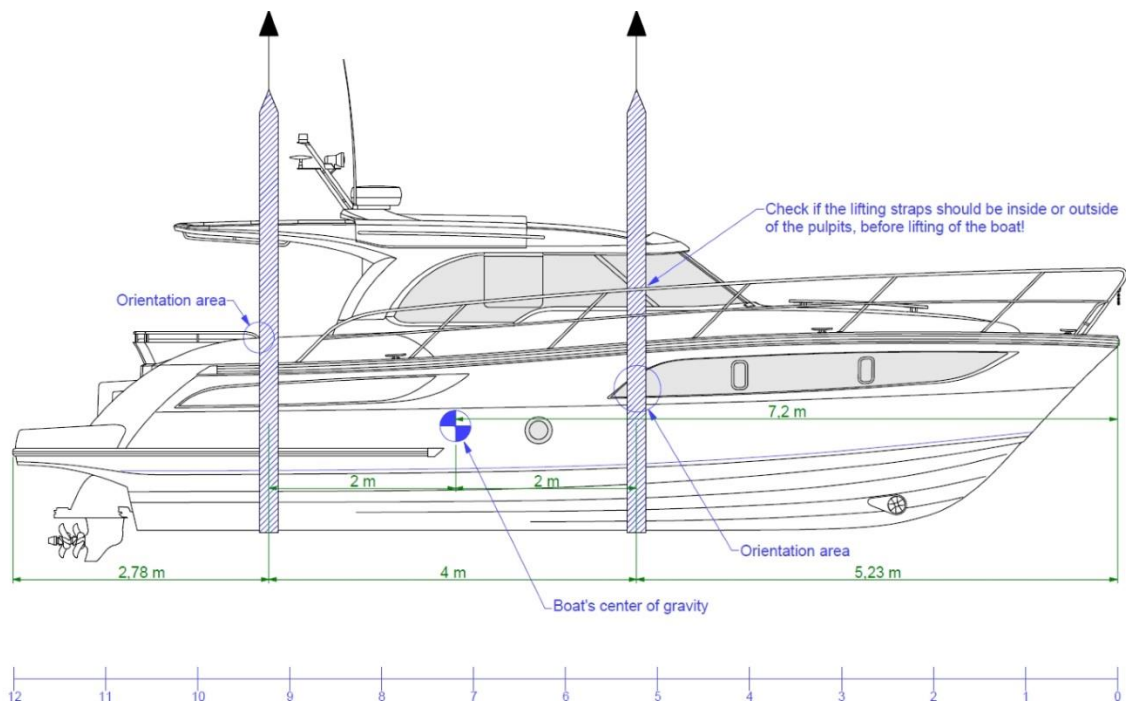 Check if the lifting straps should be inside or outside
of the pulpits, before lifting of the boat!
Orientation area
7,2 m
2 m
2 m
Orientation area
2,78 m
4 m
5,23 m
Boat's center of gravity
12 11 10 9 8 7 6 5 4 3 2 1 0